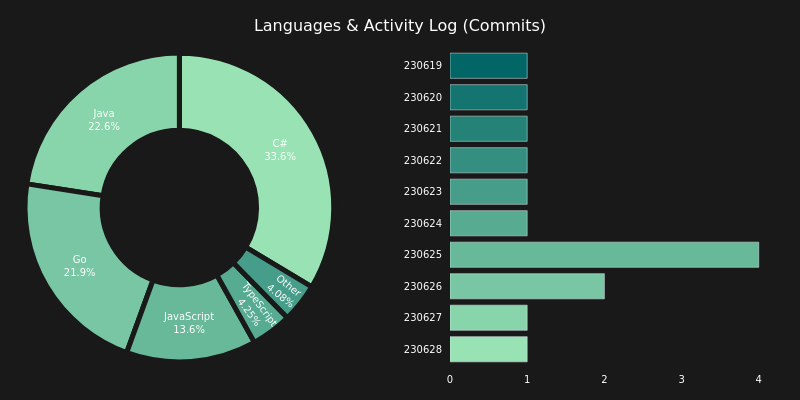 Languages & Activity Log (Commits)
Java
22.6%
C#
33.6%
Go
21.9%
JavaScript
13.6%
TypeScript
4.25%
Other
4.08%
230619
230620
230621
230622
230623
230624
230625
230626
230627
230628
0 1 2 3 4